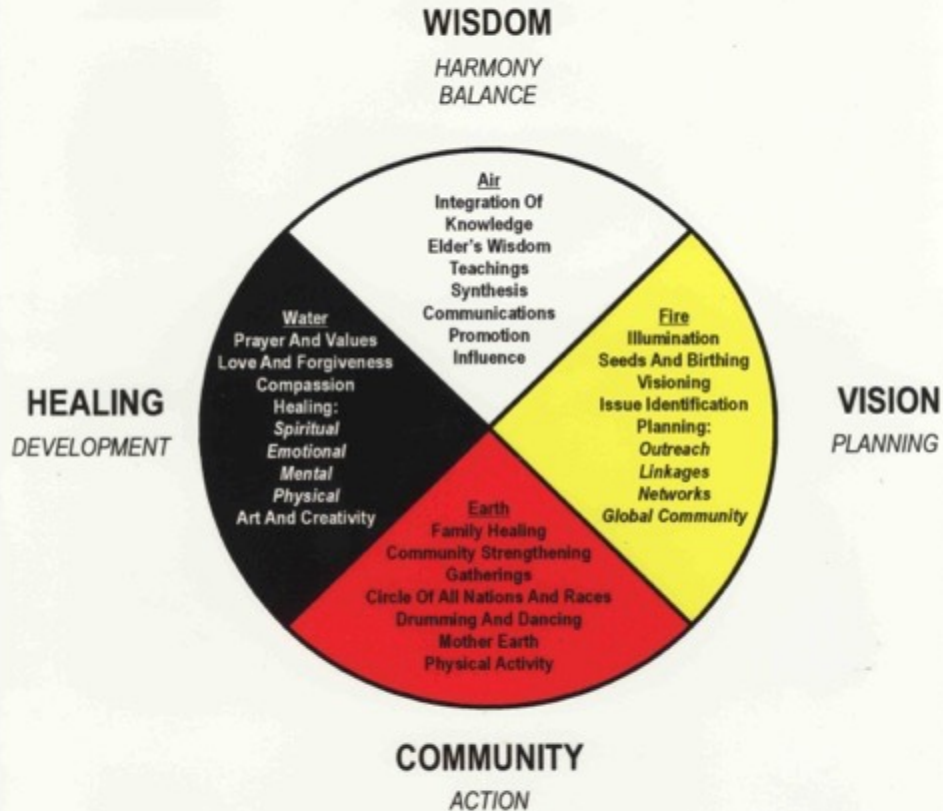 WISDOM
HARMONY
BALANCE
Air
Integration Of
Knowledge
Elder's Wisdom
Teachings
Synthesis
Communications
Promotion
Influence
HEALING
DEVELOPMENT
Water
Prayer And Values
Love And Forgiveness
Compassion
Healing:
Spiritual
Emotional
Mental
Physical
Art And Creativity
Fire
Illumination
Seeds And Birthing
Visioning
Issue Identification
Planning:
Outreach
Linkages
Networks
Global Community
VISION
PLANNING
Earth
Family Healing
Community Strengthening
Gatherings
Circle Of All Nations And Races
Drumming And Dancing
Mother Earth
Physical Activity
COMMUNITY
ACTION